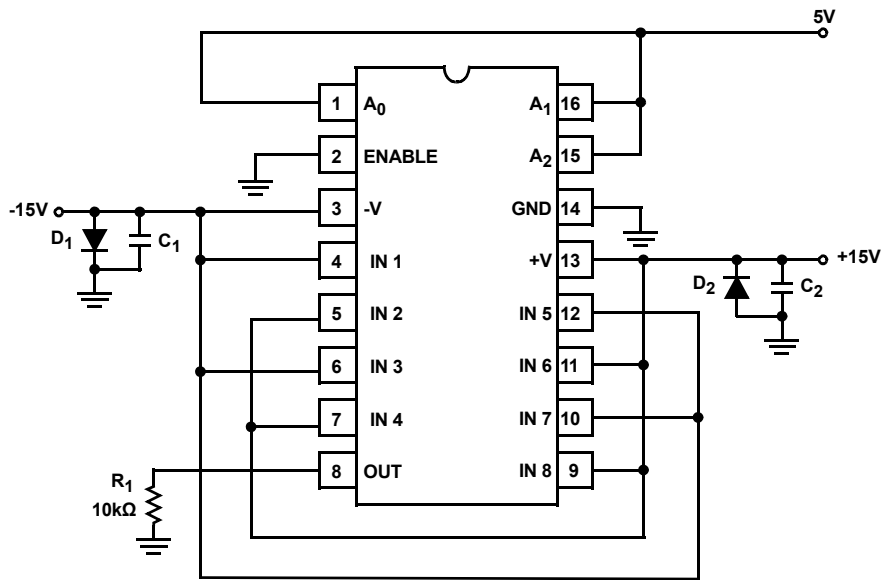 5V
1 A0 A1 16
2 ENABLE A2 15
-15V 3 -V GND 14
D1 C1
4 IN 1 +V 13 +15V
D2 C2
5 IN 2 IN 5 12
6 IN 3 IN 6 11
7 IN 4 IN 7 10
8 OUT IN 8 9
R1
10kΩ